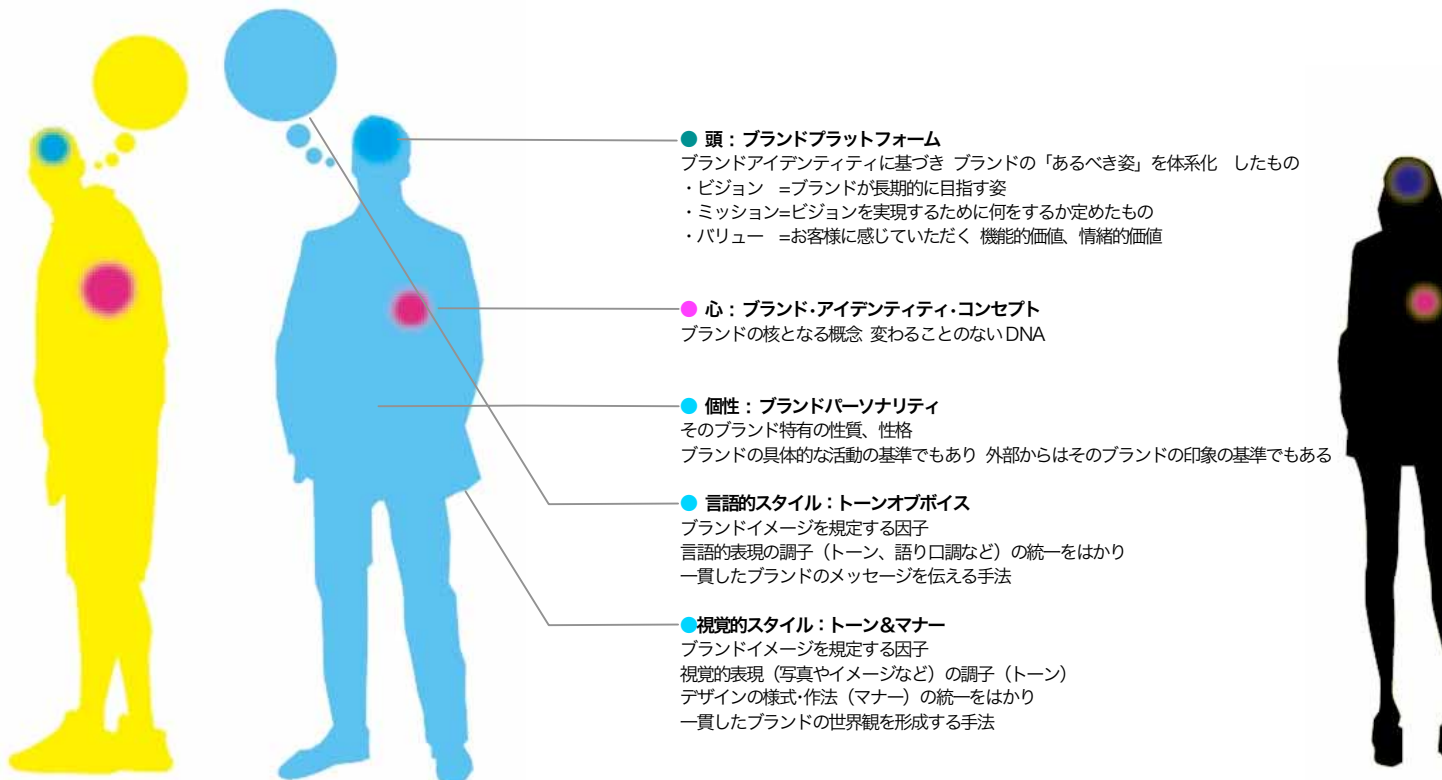 ● 頭：ブランドプラットフォーム
ブランドアイデンティティに基づき ブランドの「あるべき姿」を体系化　したもの
・ビジョン　=ブランドが長期的に目指す姿
・ミッション=ビジョンを実現するために何をするか定めたもの
・バリュー　=お客様に感じていただく 機能的価値、情緒的価値
● 心：ブランド・アイデンティティ・コンセプト
ブランドの核となる概念 変わることのない DNA
● 個性：ブランドパーソナリティ
そのブランド特有の性質、性格
ブランドの具体的な活動の基準でもあり 外部からはそのブランドの印象の基準でもある
● 言語的スタイル：トーンオブボイス
ブランドイメージを規定する因子
言語的表現の調子（トーン、語り口調など）の統一をはかり
一貫したブランドのメッセージを伝える手法
●視覚的スタイル：トーン＆マナー
ブランドイメージを規定する因子
視覚的表現（写真やイメージなど）の調子（トーン）
デザインの様式・作法（マナー）の統一をはかり
一貫したブランドの世界観を形成する手法